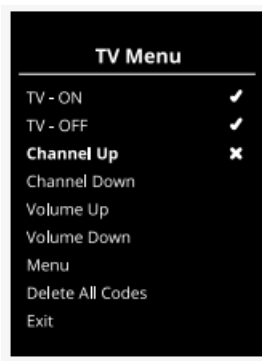 TV Menu
TV - ON ✔
TV - OFF ✔
Channel Up ✖
Channel Down
Volume Up
Volume Down
Menu
Delete All Codes
Exit